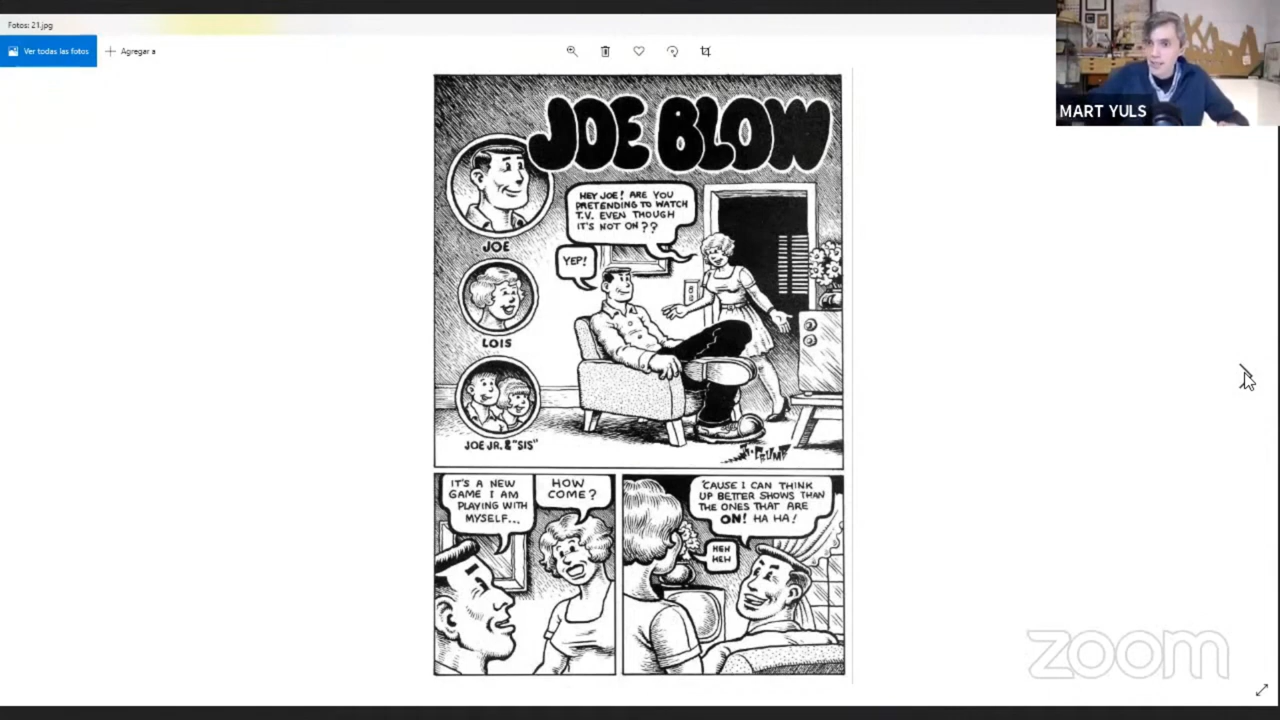 Fotos: 21.jpg
Ver todas las fotos
Agregar a
MART YULS
JOE BLOW
JOE
LOIS
JOE JR. & "SIS"
HEY JOE! ARE YOU
PRETENDING TO WATCH
T.V. EVEN THOUGH
IT'S NOT ON??
YEP!
R. CRUMB
IT'S A NEW
GAME I AM
PLAYING WITH
MYSELF...
HOW
COME?
'CAUSE I CAN THINK
UP BETTER SHOWS THAN
THE ONES THAT ARE
ON! HA HA!
HEH
HEH
zoom